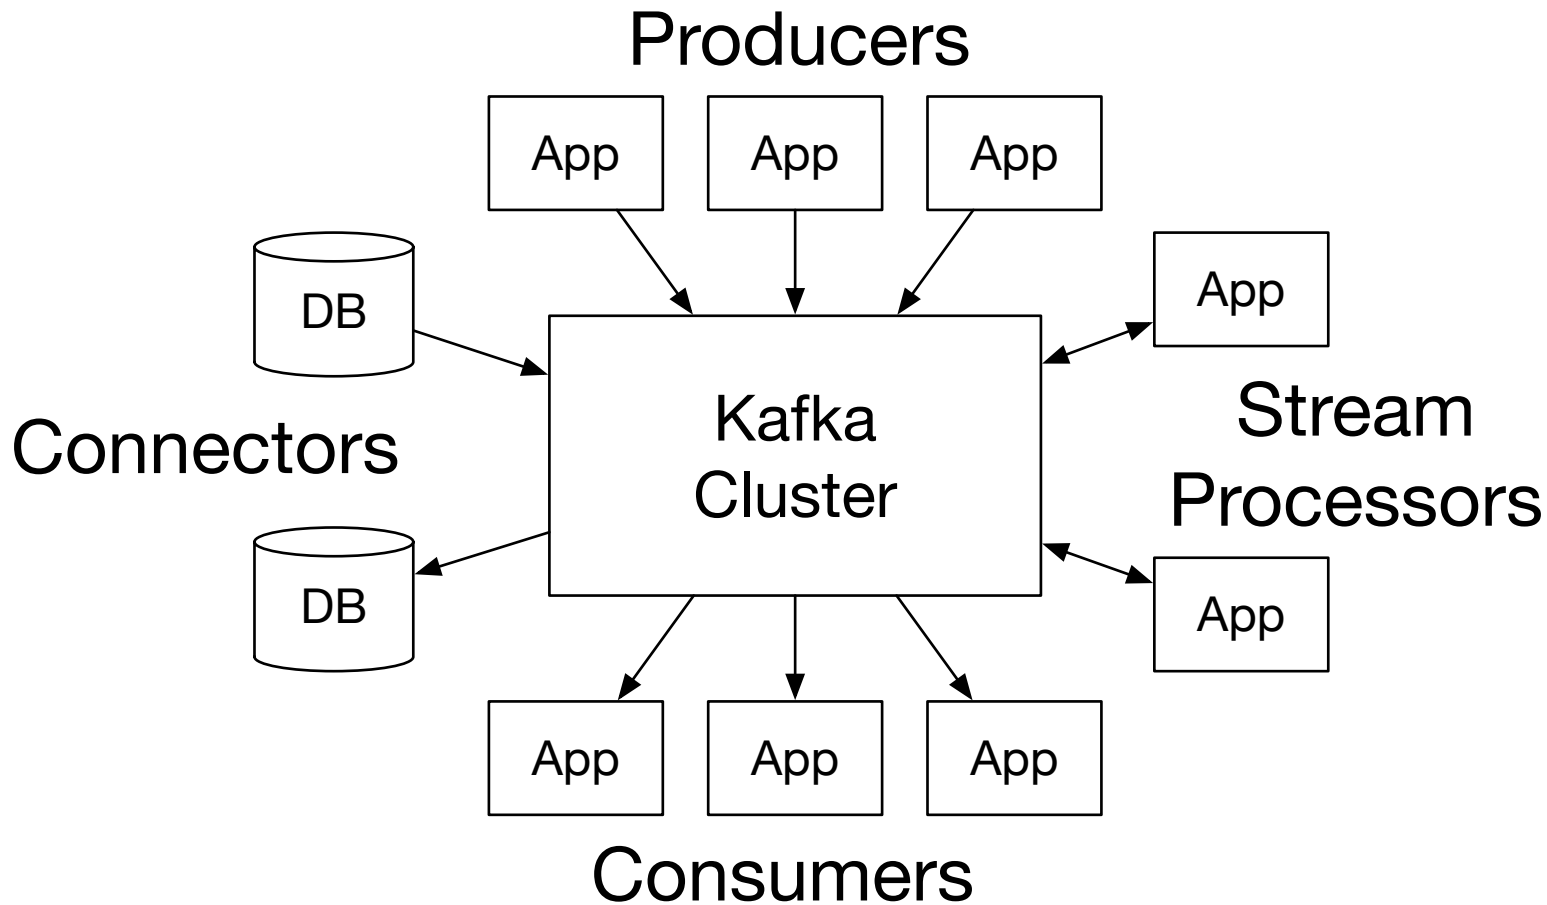 Producers
App
App
App
DB
App
Connectors
Kafka
Cluster
Stream
Processors
DB
App
App
App
App
Consumers